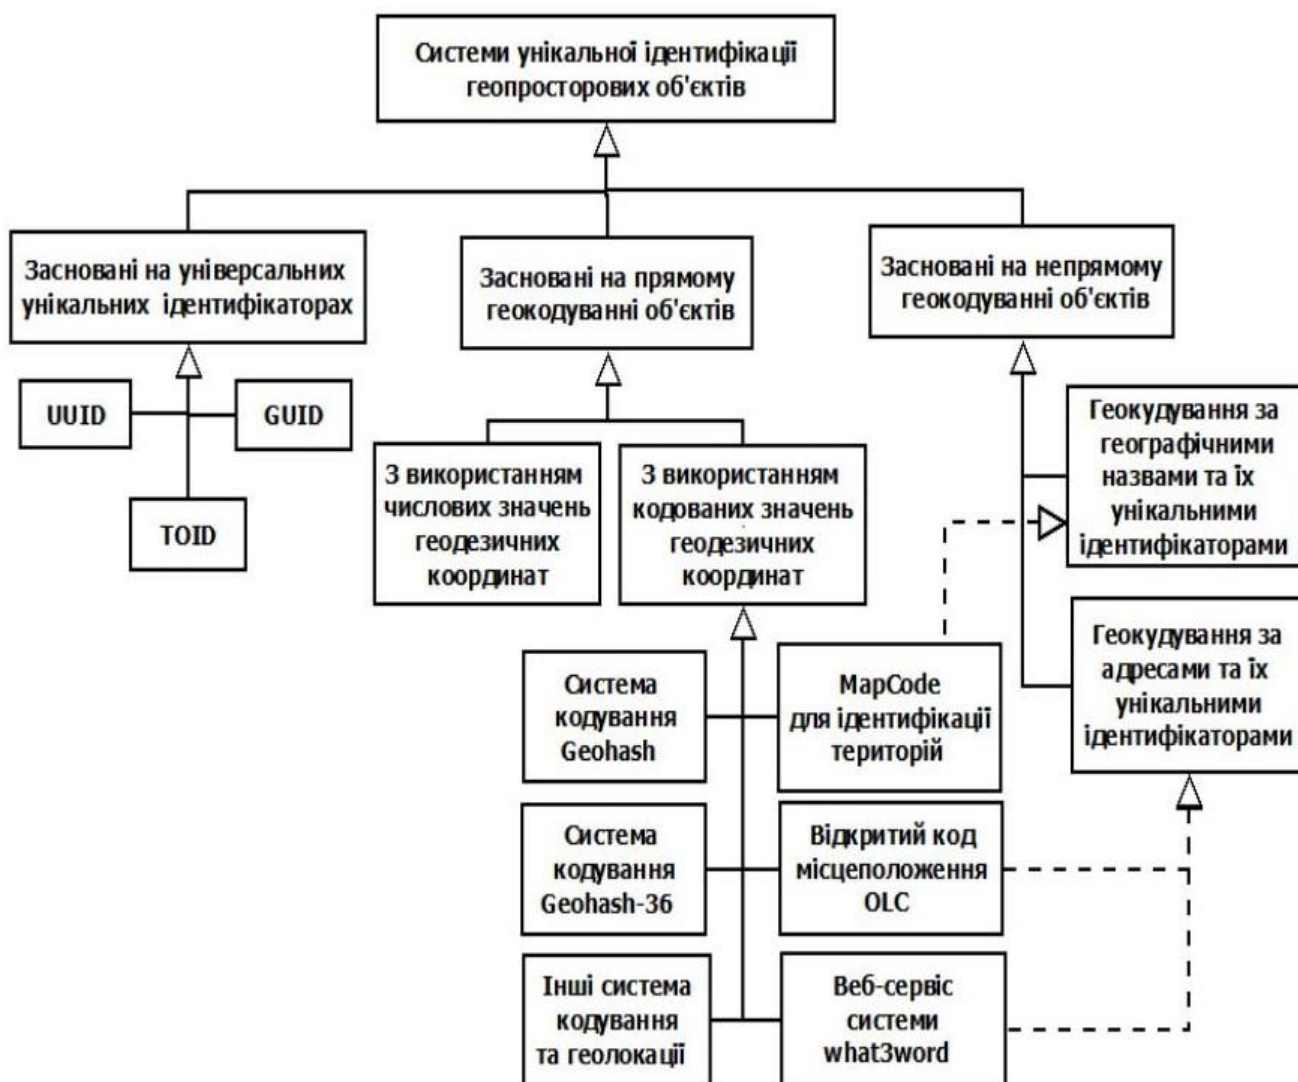 Системи унікальної ідентифікації
геопросторових об'єктів
Засновані на універсальних
унікальних ідентифікаторах
Засновані на прямому
геокодуванні об'єктів
Засновані на непрямому
геокодуванні об'єктів
UUID
GUID
TOID
З використанням
числових значень
геодезичних
координат
З використанням
кодованих значень
геодезичних
координат
Геокудування за
географічними
назвами та їх
унікальними
ідентифікаторами
Геокудування за
адресами та їх
унікальними
ідентифікаторами
Система
кодування
Geohash
MapCode
для ідентифікації
територій
Система
кодування
Geohash-36
Відкритий код
місцеположення
OLC
Інші система
кодування
та геолокації
Веб-сервіс
системи
what3word